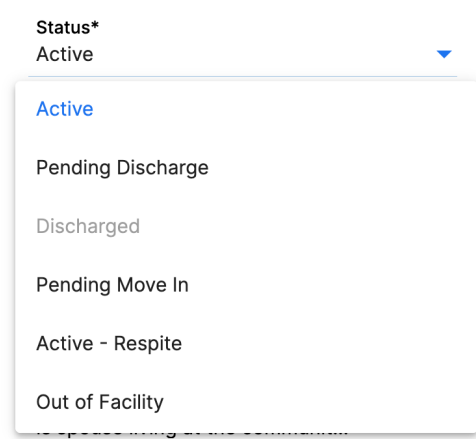 Status*
Active
Active
Pending Discharge
Discharged
Pending Move In
Active - Respite
Out of Facility